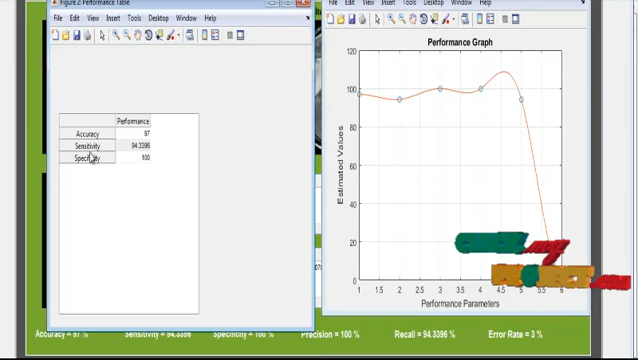 Figure 2: Performance Table
File Edit View Insert Tools Desktop Window Help
Performance
Accuracy 97
Sensitivity 94.3396
Specificity 100
File Edit View Insert Tools Desktop Window Help
Performance Graph
Estimated Values
120
100
80
60
40
20
0
1 1.5 2 2.5 3 3.5 4 4.5 5 5.5 6
Performance Parameters
Accuracy = 97 % Sensitivity = 94.3396 Specificity = 100 % Precision = 100 % Recall = 94.3396 % Error Rate = 3 %